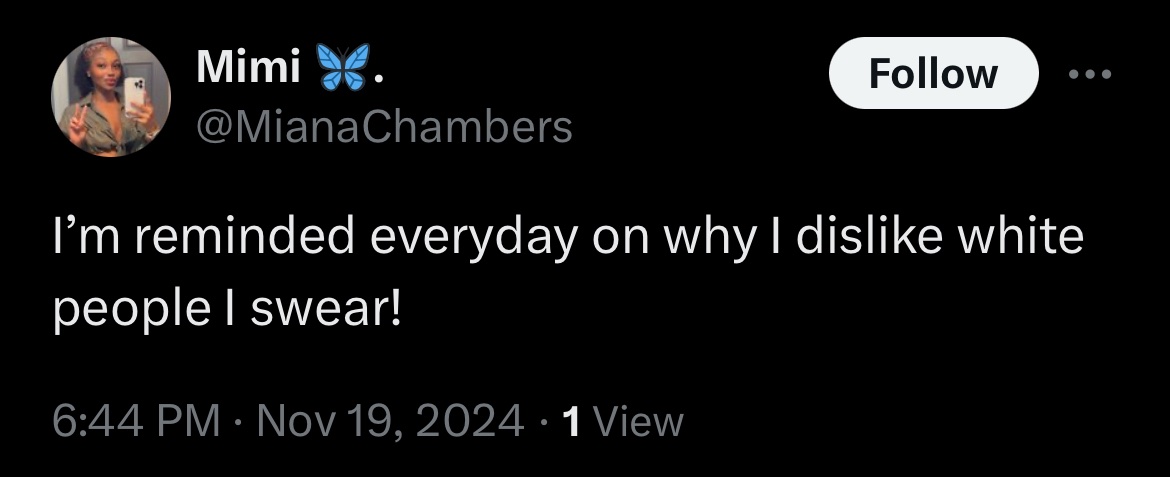 Mimi 🦋.
Follow
@MianaChambers
I’m reminded everyday on why I dislike white
people I swear!
6:44 PM · Nov 19, 2024 · 1 View